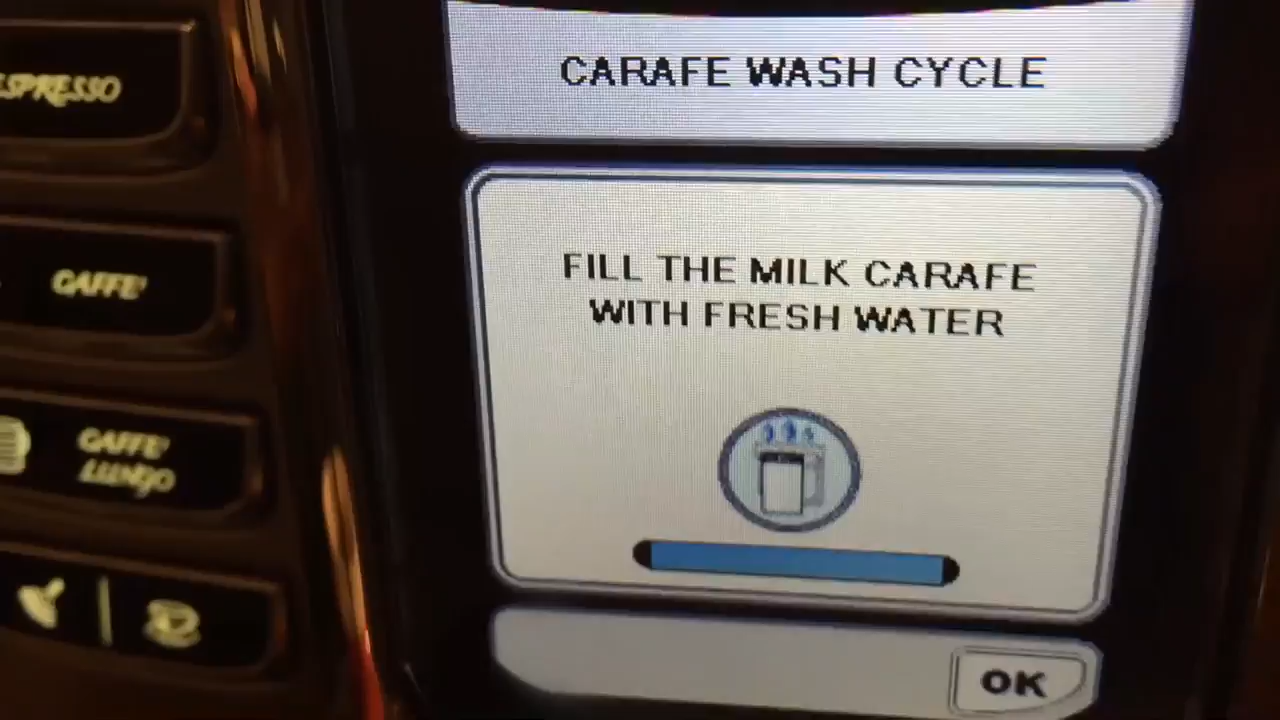 CARAFE WASH CYCLE
FILL THE MILK CARAFE
WITH FRESH WATER
OK
SPRESSO
CAFFE'
CAFFE'
LUNGO